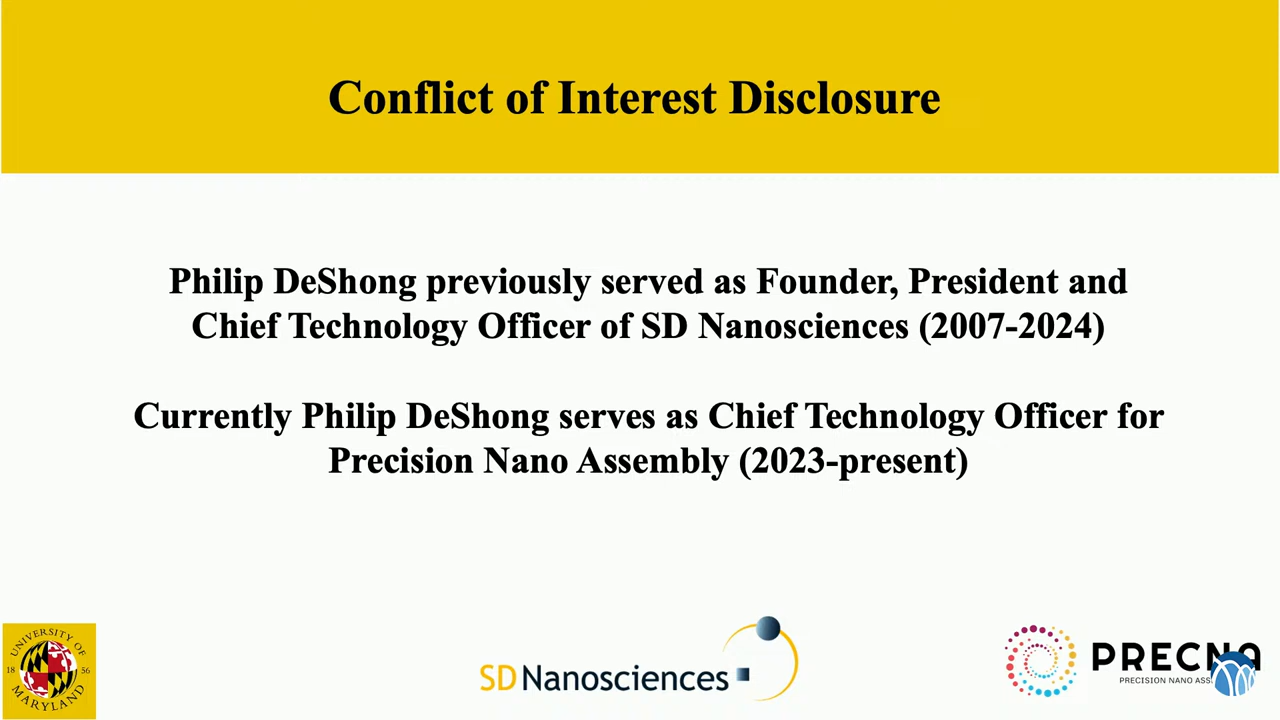 Conflict of Interest Disclosure
Philip DeShong previously served as Founder, President and
Chief Technology Officer of SD Nanosciences (2007-2024)
Currently Philip DeShong serves as Chief Technology Officer for
Precision Nano Assembly (2023-present)
UNIVERSITY OF
18 56
MARYLAND
SD Nanosciences
PRECNA
PRECISION NANO